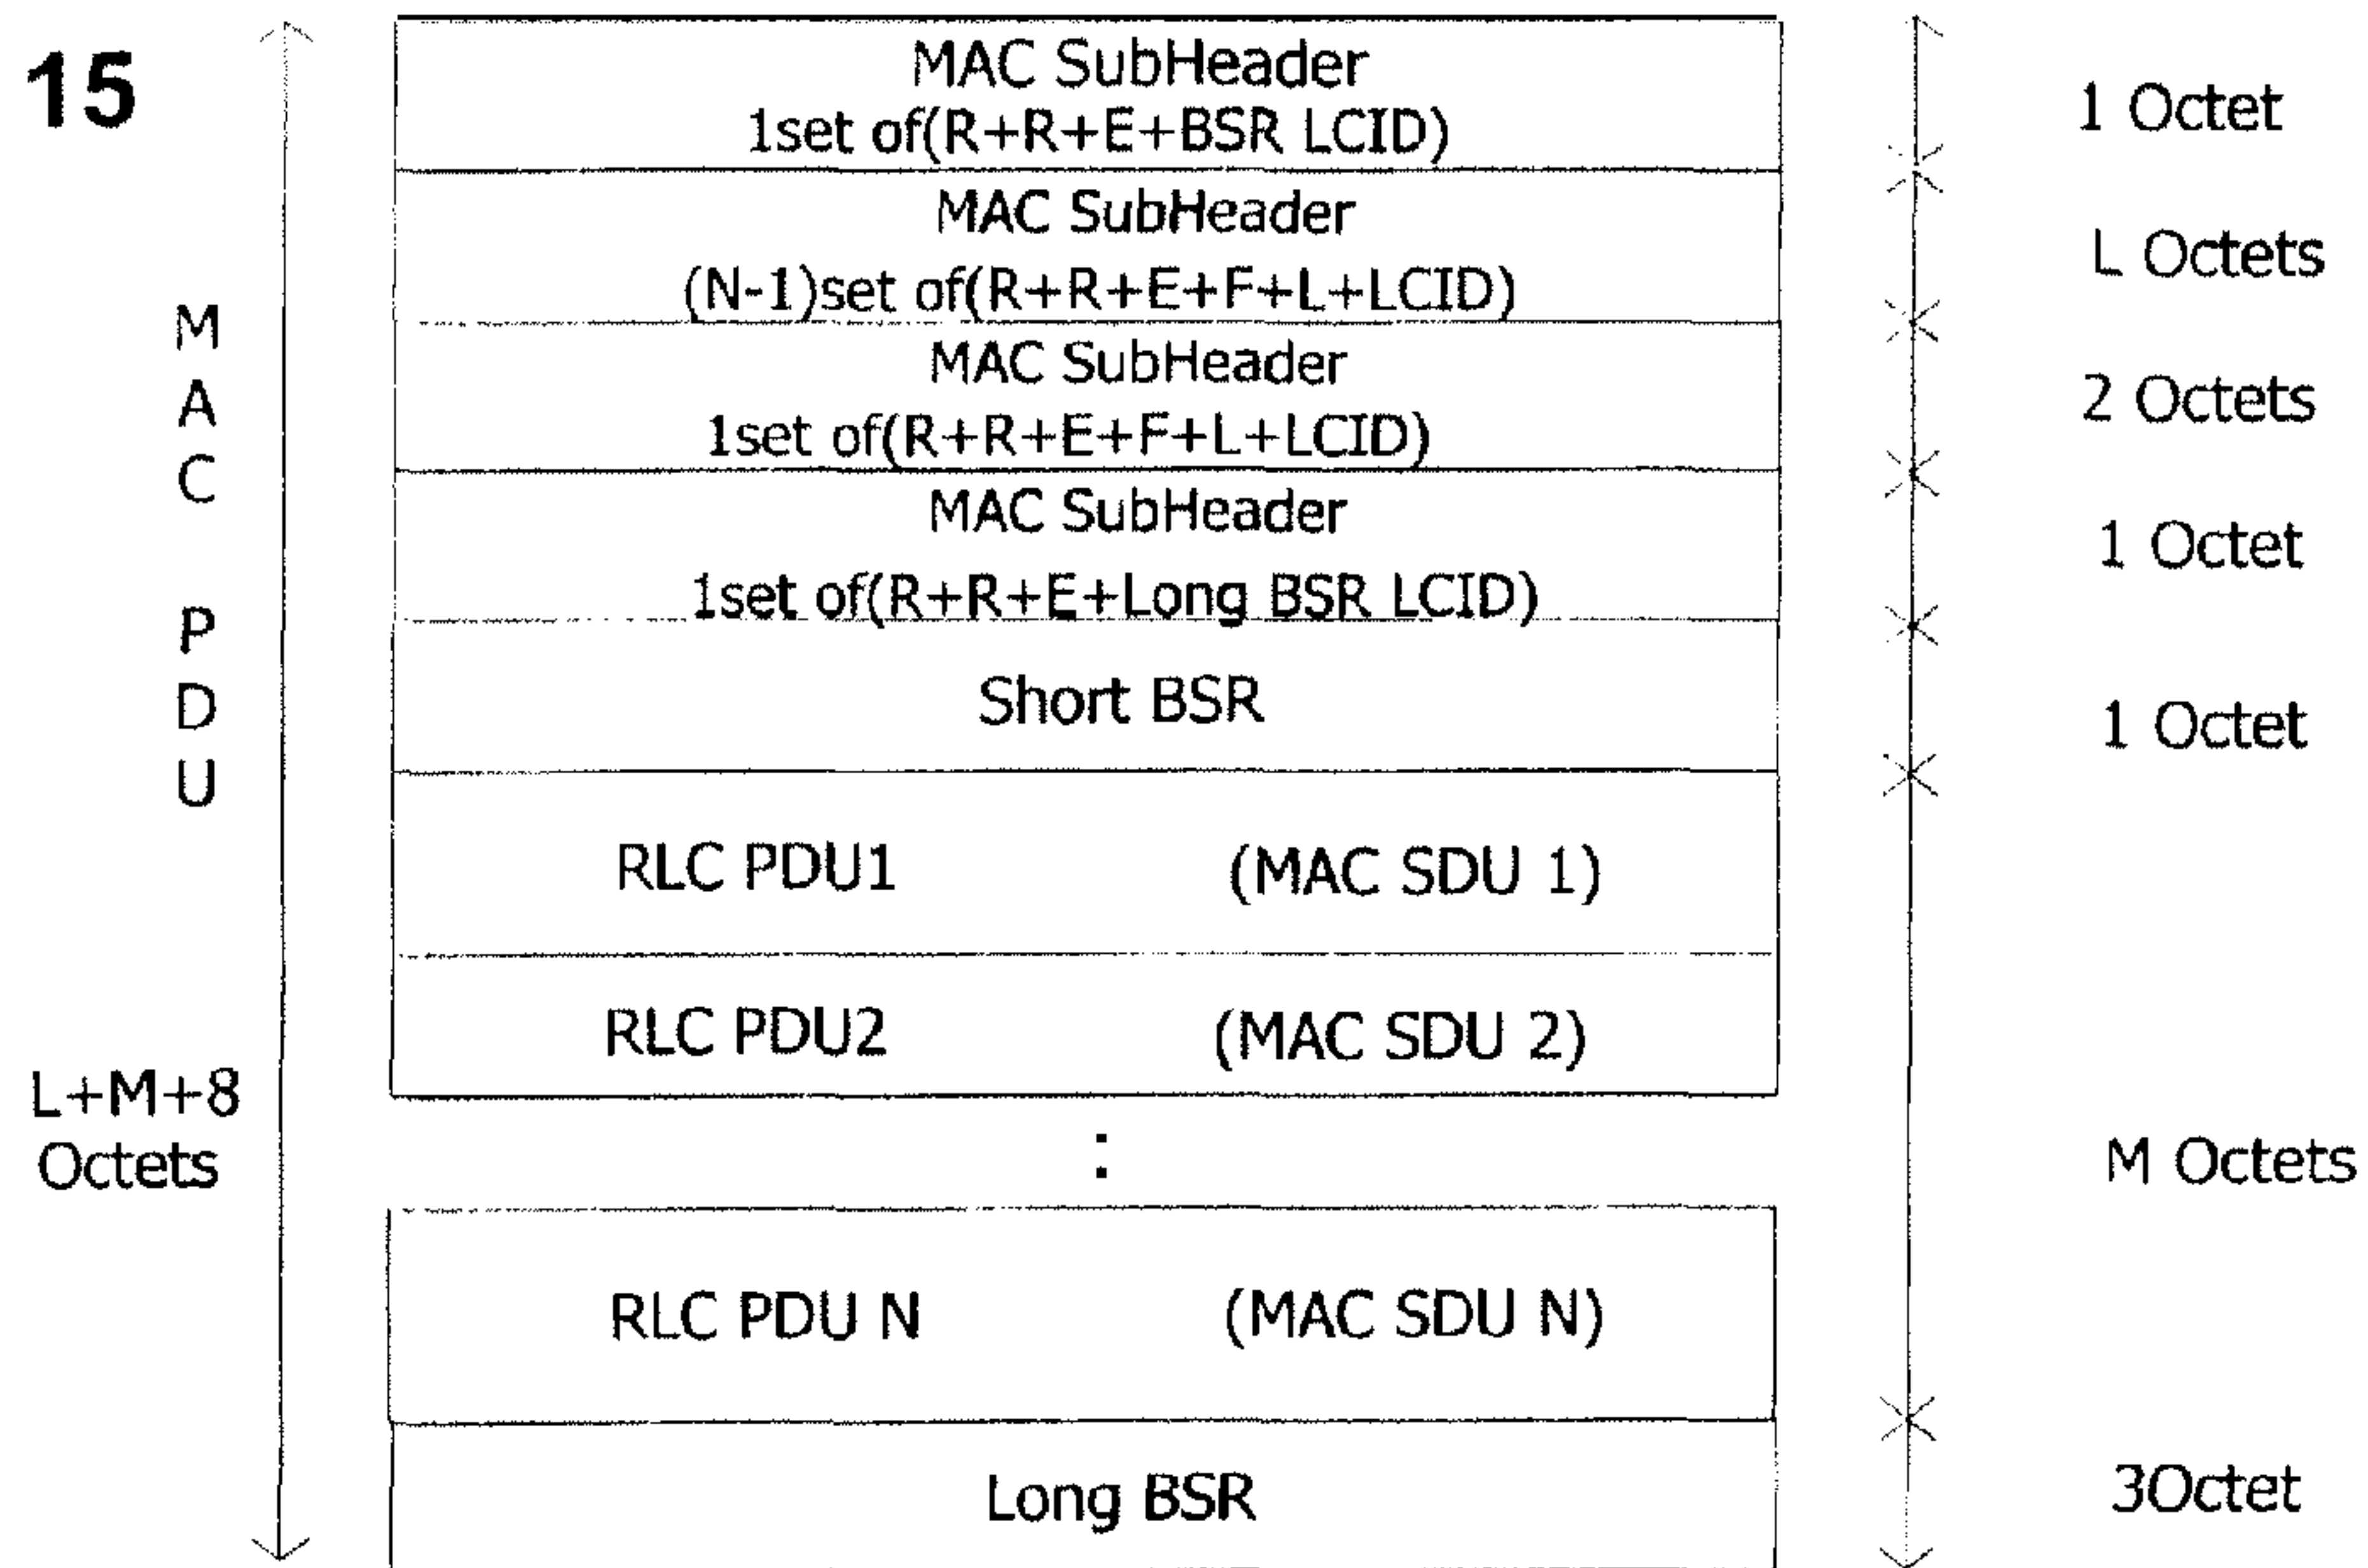 15
MAC SubHeader
1set of(R+R+E+BSR LCID)
1 Octet
MAC SubHeader
(N-1)set of(R+R+E+F+L+LCID)
L Octets
MAC SubHeader
1set of(R+R+E+F+L+LCID)
2 Octets
MAC SubHeader
1set of(R+R+E+Long BSR LCID)
1 Octet
Short BSR
1 Octet
MAC PDU
RLC PDU1 (MAC SDU 1)
RLC PDU2 (MAC SDU 2)
L+M+8
Octets
:
M Octets
RLC PDU N (MAC SDU N)
Long BSR
3Octet